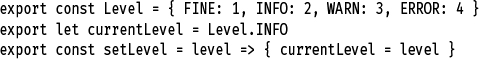 export const Level = { FINE: 1, INFO: 2, WARN: 3, ERROR: 4 }
export let currentLevel = Level.INFO
export const setLevel = level => { currentLevel = level }